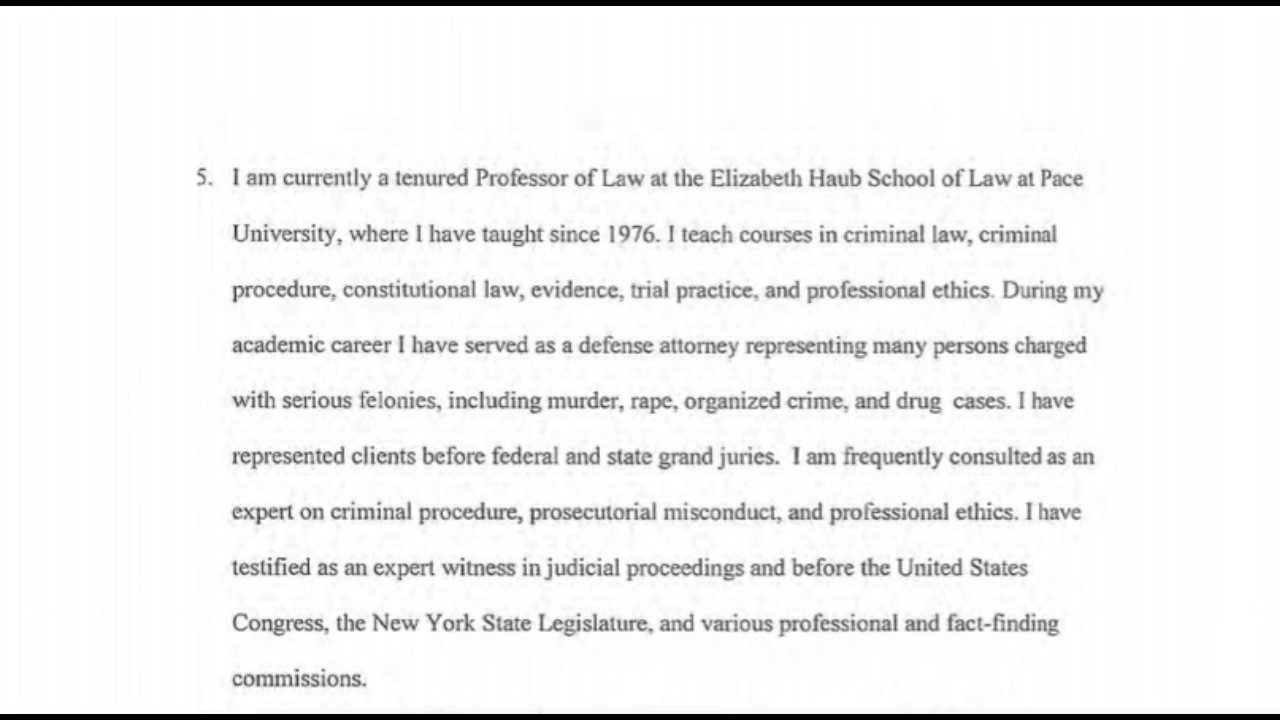 5. I am currently a tenured Professor of Law at the Elizabeth Haub School of Law at Pace
University, where I have taught since 1976. I teach courses in criminal law, criminal
procedure, constitutional law, evidence, trial practice, and professional ethics. During my
academic career I have served as a defense attorney representing many persons charged
with serious felonies, including murder, rape, organized crime, and drug  cases. I have
represented clients before federal and state grand juries.  I am frequently consulted as an
expert on criminal procedure, prosecutorial misconduct, and professional ethics. I have
testified as an expert witness in judicial proceedings and before the United States
Congress, the New York State Legislature, and various professional and fact-finding
commissions.